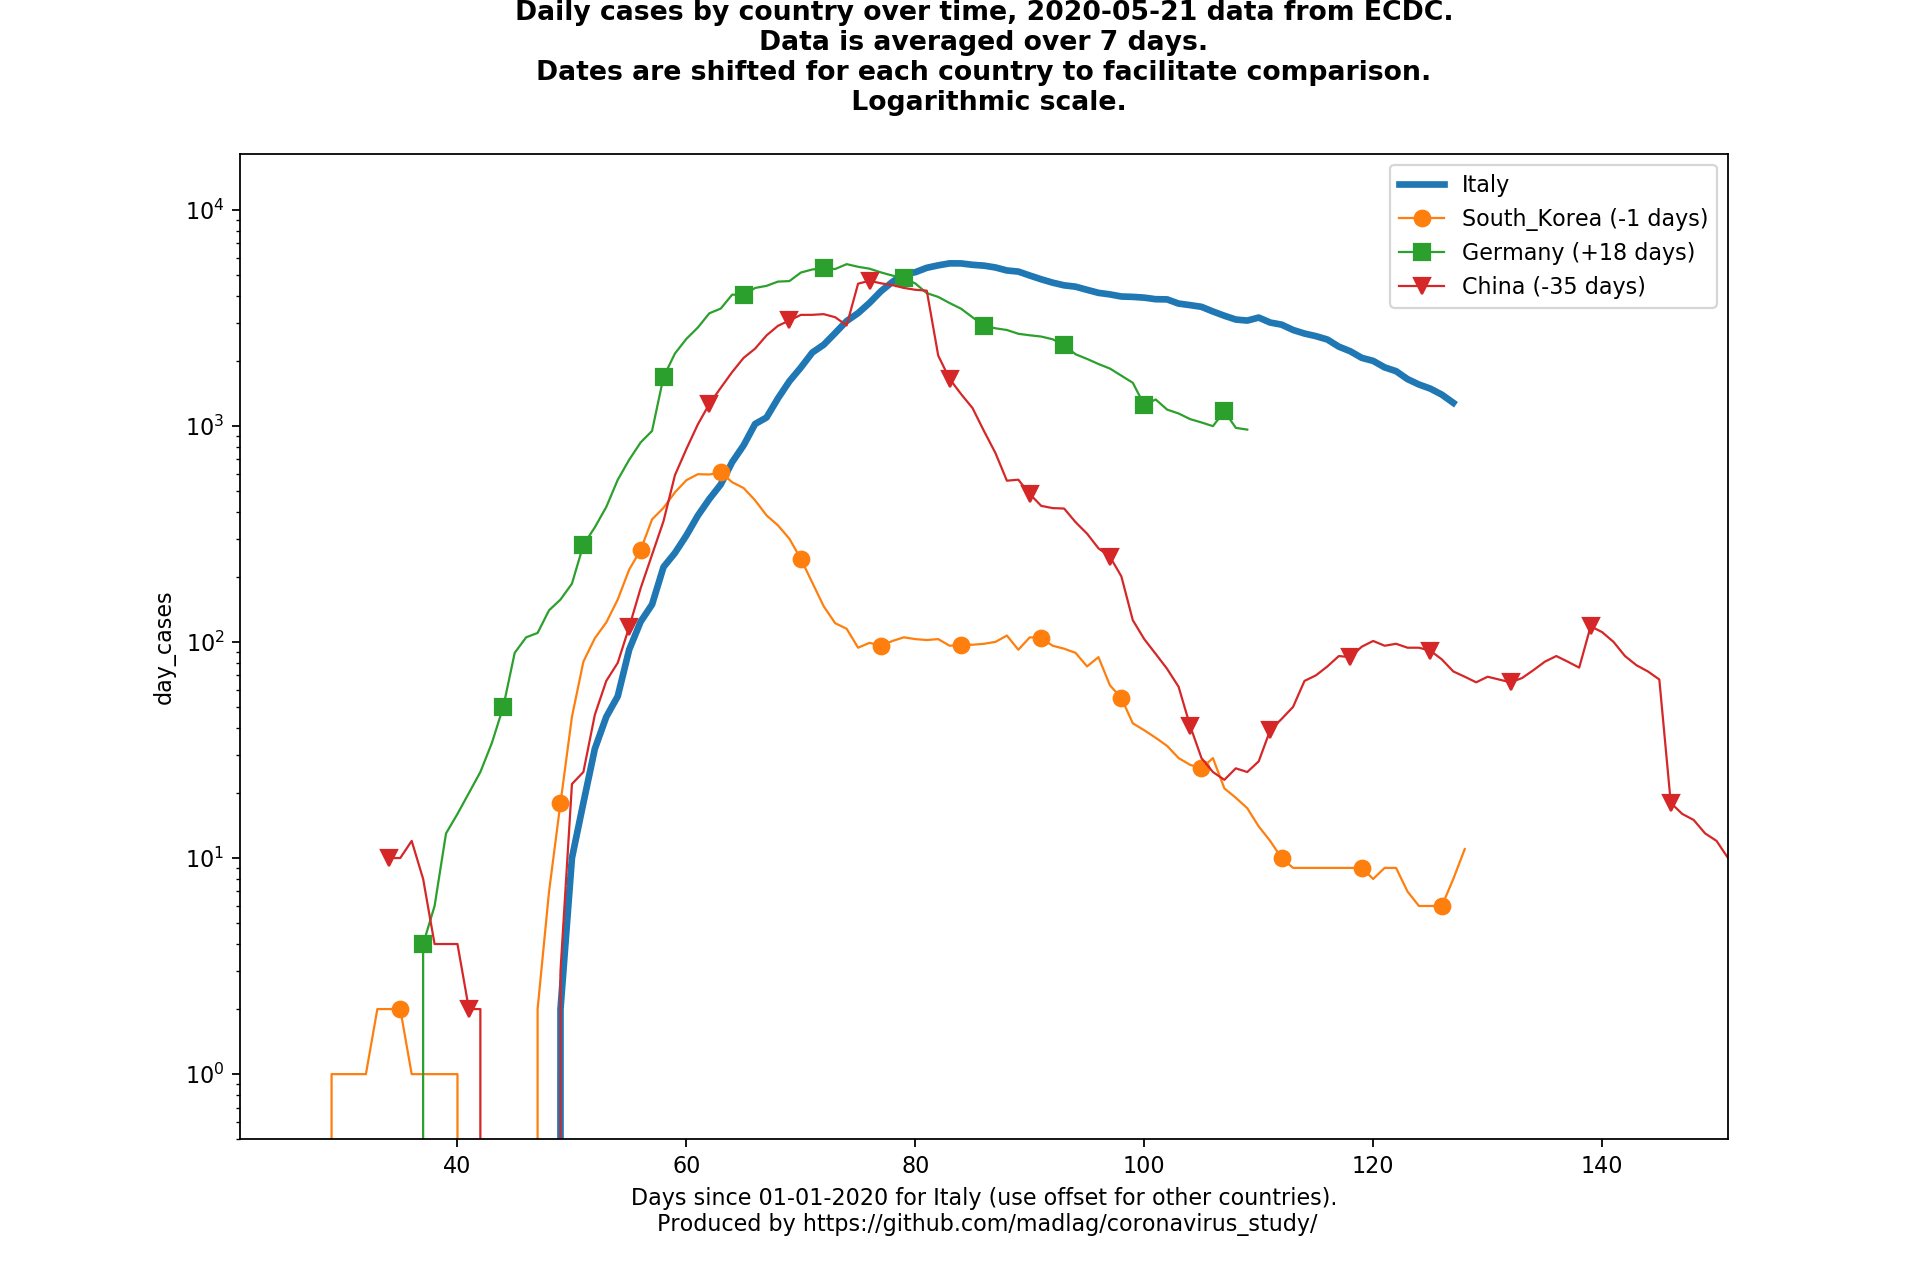 Daily cases by country over time, 2020-05-21 data from ECDC.
Data is averaged over 7 days.
Dates are shifted for each country to facilitate comparison.
Logarithmic scale.
Italy
South_Korea (-1 days)
Germany (+18 days)
China (-35 days)
day_cases
10⁴
10³
10²
10¹
10⁰
40 60 80 100 120 140
Days since 01-01-2020 for Italy (use offset for other countries).
Produced by https://github.com/madlag/coronavirus_study/